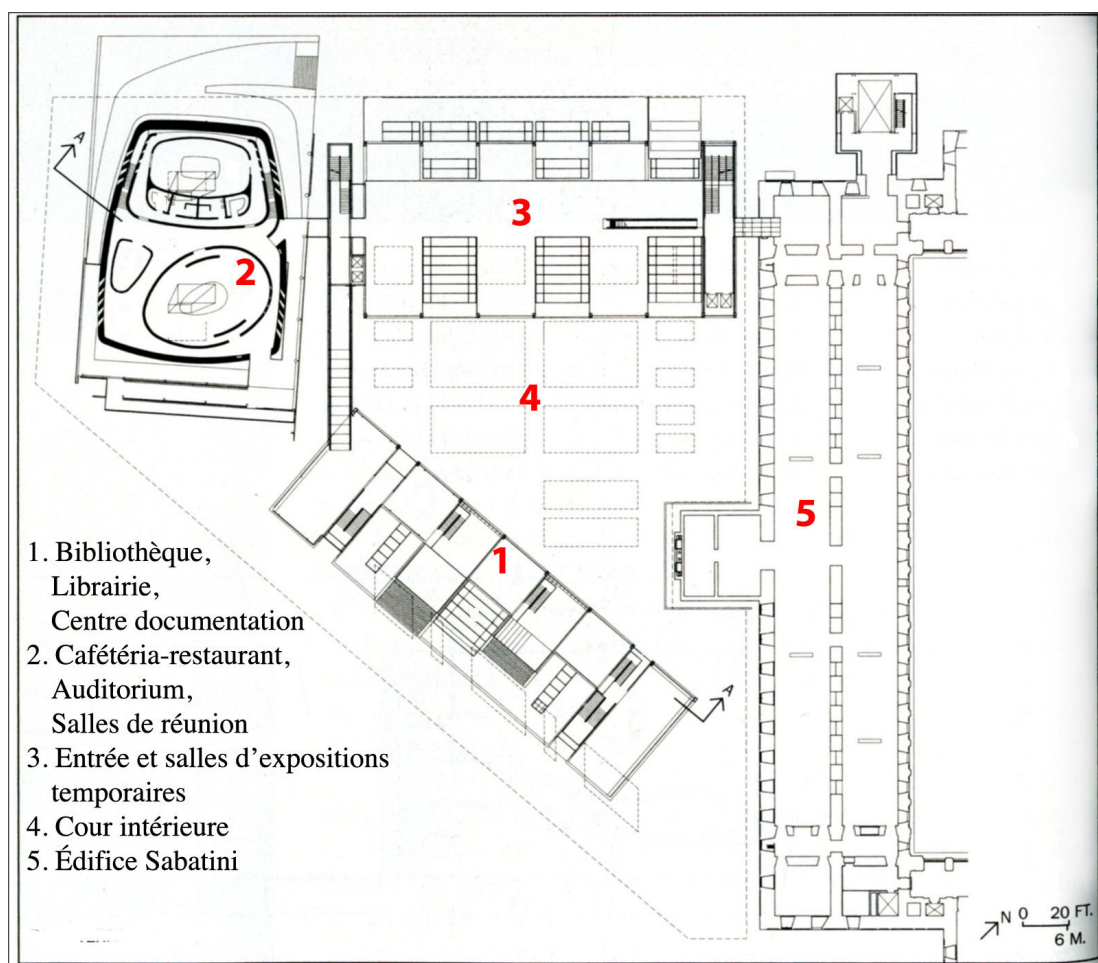 A
3
2
4
5
1
1. Bibliothèque,
Librairie,
Centre documentation
2. Cafétéria-restaurant,
Auditorium,
Salles de réunion
3. Entrée et salles d’expositions
temporaires
4. Cour intérieure
5. Édifice Sabatini
A
N 0 20 FT.
6 M.